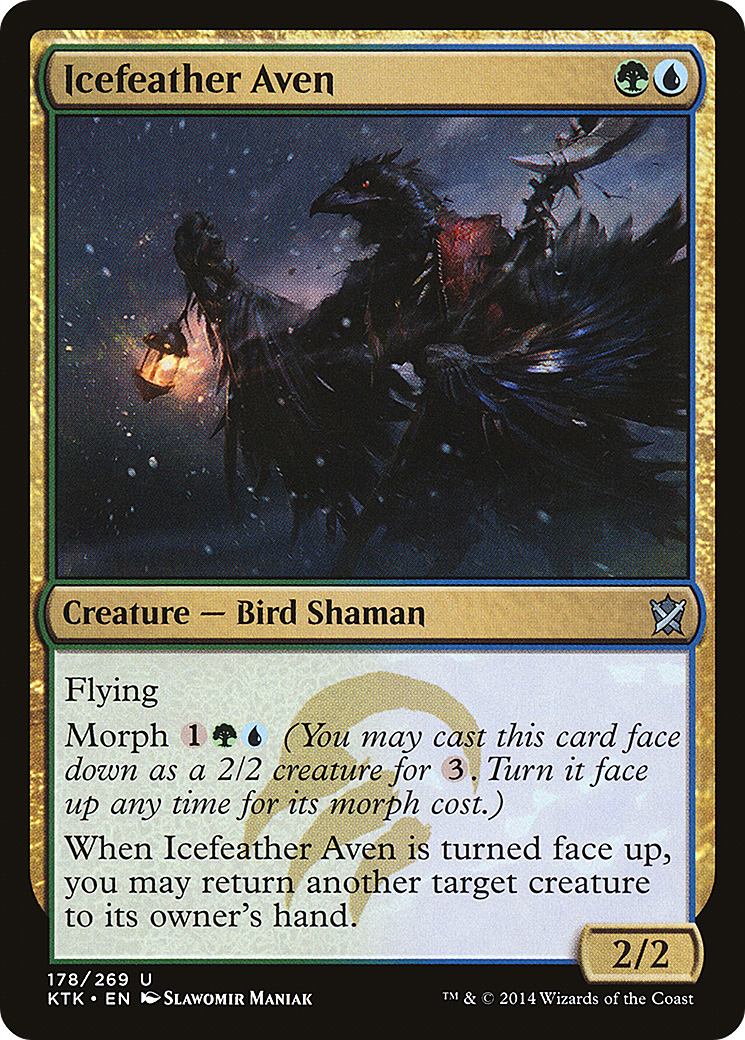 Icefeather Aven
Creature — Bird Shaman
Flying
Morph 1 (You may cast this card face
down as a 2/2 creature for 3. Turn it face
up any time for its morph cost.)
When Icefeather Aven is turned face up,
you may return another target creature
to its owner's hand.
2/2
178/269 U
KTK • EN Slawomir Maniak
™ & © 2014 Wizards of the Coast